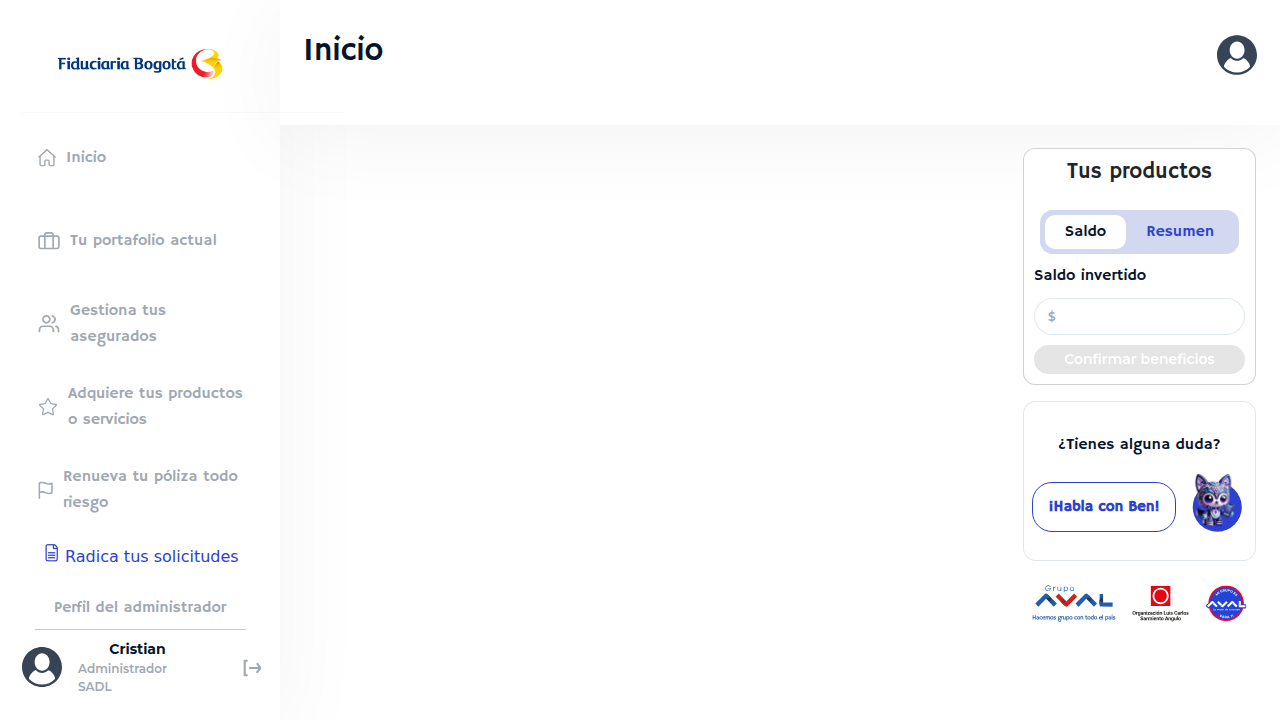 Fiduciaria Bogotá
Inicio
Tu portafolio actual
Gestiona tus
asegurados
Adquiere tus productos
o servicios
Renueva tu póliza todo
riesgo
Radica tus solicitudes
Perfil del administrador
Cristian
Administrador
SADL
Inicio
Tus productos
Saldo
Resumen
Saldo invertido
$
Confirmar beneficios
¿Tienes alguna duda?
¡Habla con Ben!
Grupo
AVAL
Hacemos grupo con todo el país
Organización Luis Carlos
Sarmiento Angulo
AVAL